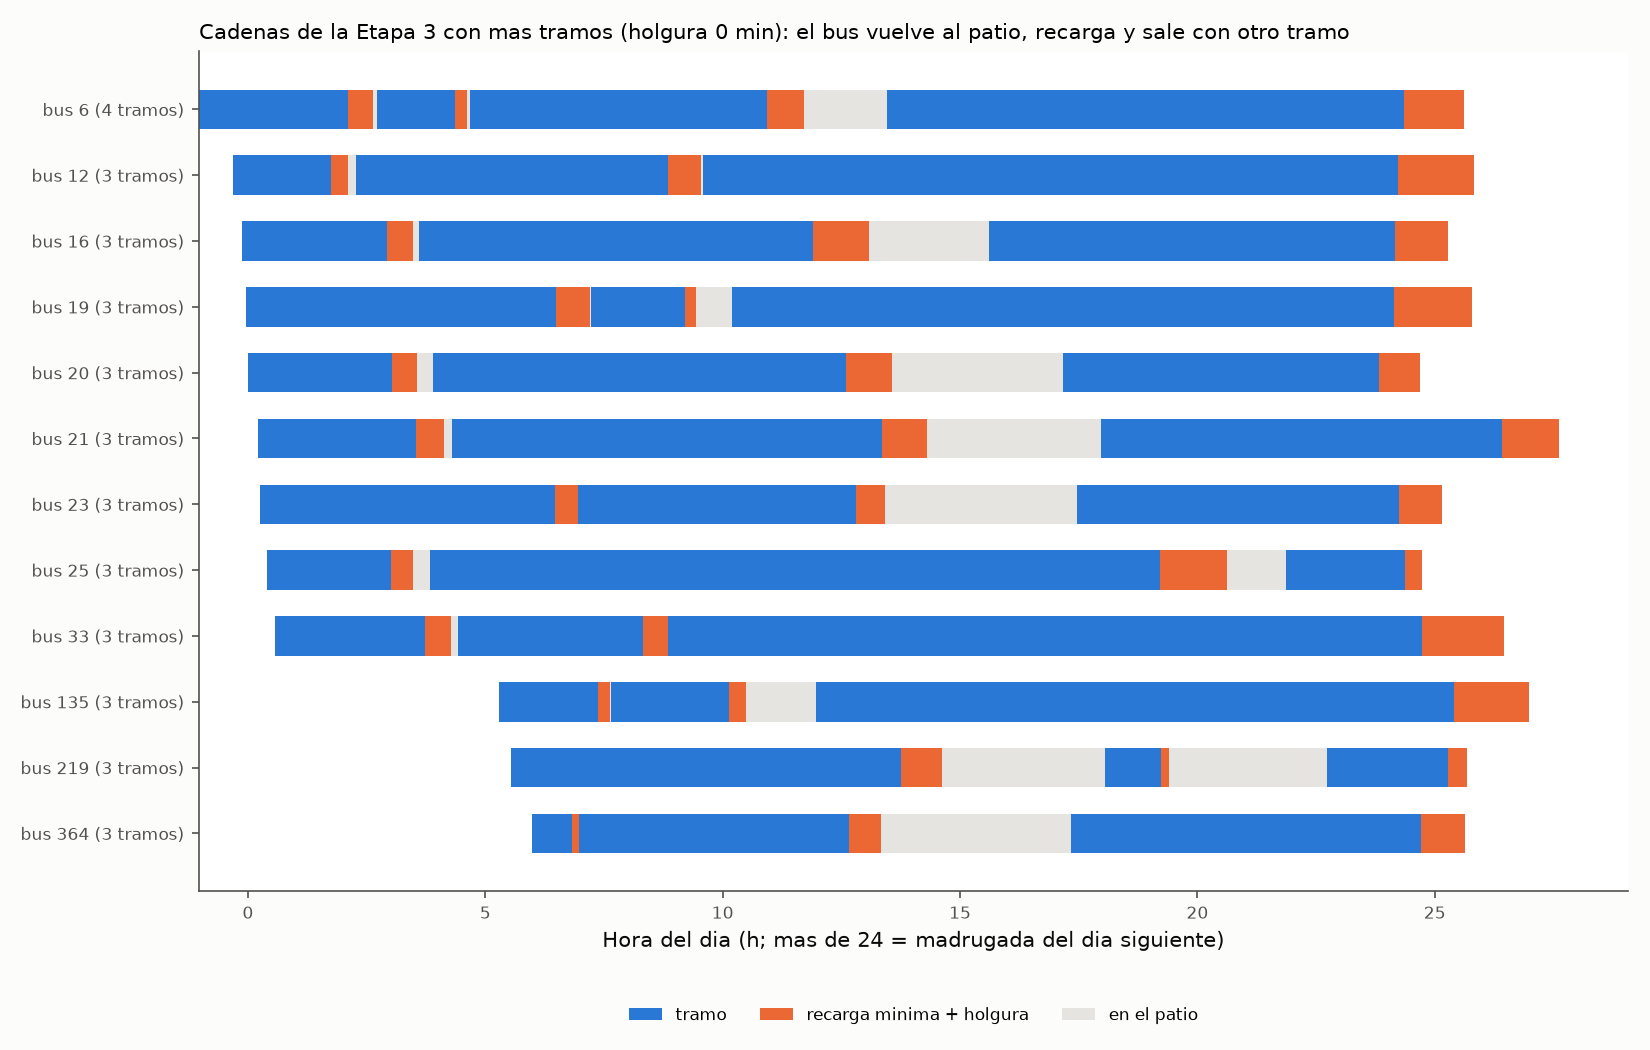 Cadenas de la Etapa 3 con mas tramos (holgura 0 min): el bus vuelve al patio, recarga y sale con otro tramo
bus 6 (4 tramos)
bus 12 (3 tramos)
bus 16 (3 tramos)
bus 19 (3 tramos)
bus 20 (3 tramos)
bus 21 (3 tramos)
bus 23 (3 tramos)
bus 25 (3 tramos)
bus 33 (3 tramos)
bus 135 (3 tramos)
bus 219 (3 tramos)
bus 364 (3 tramos)
0 5 10 15 20 25
Hora del dia (h; mas de 24 = madrugada del dia siguiente)
tramo recarga minima + holgura en el patio